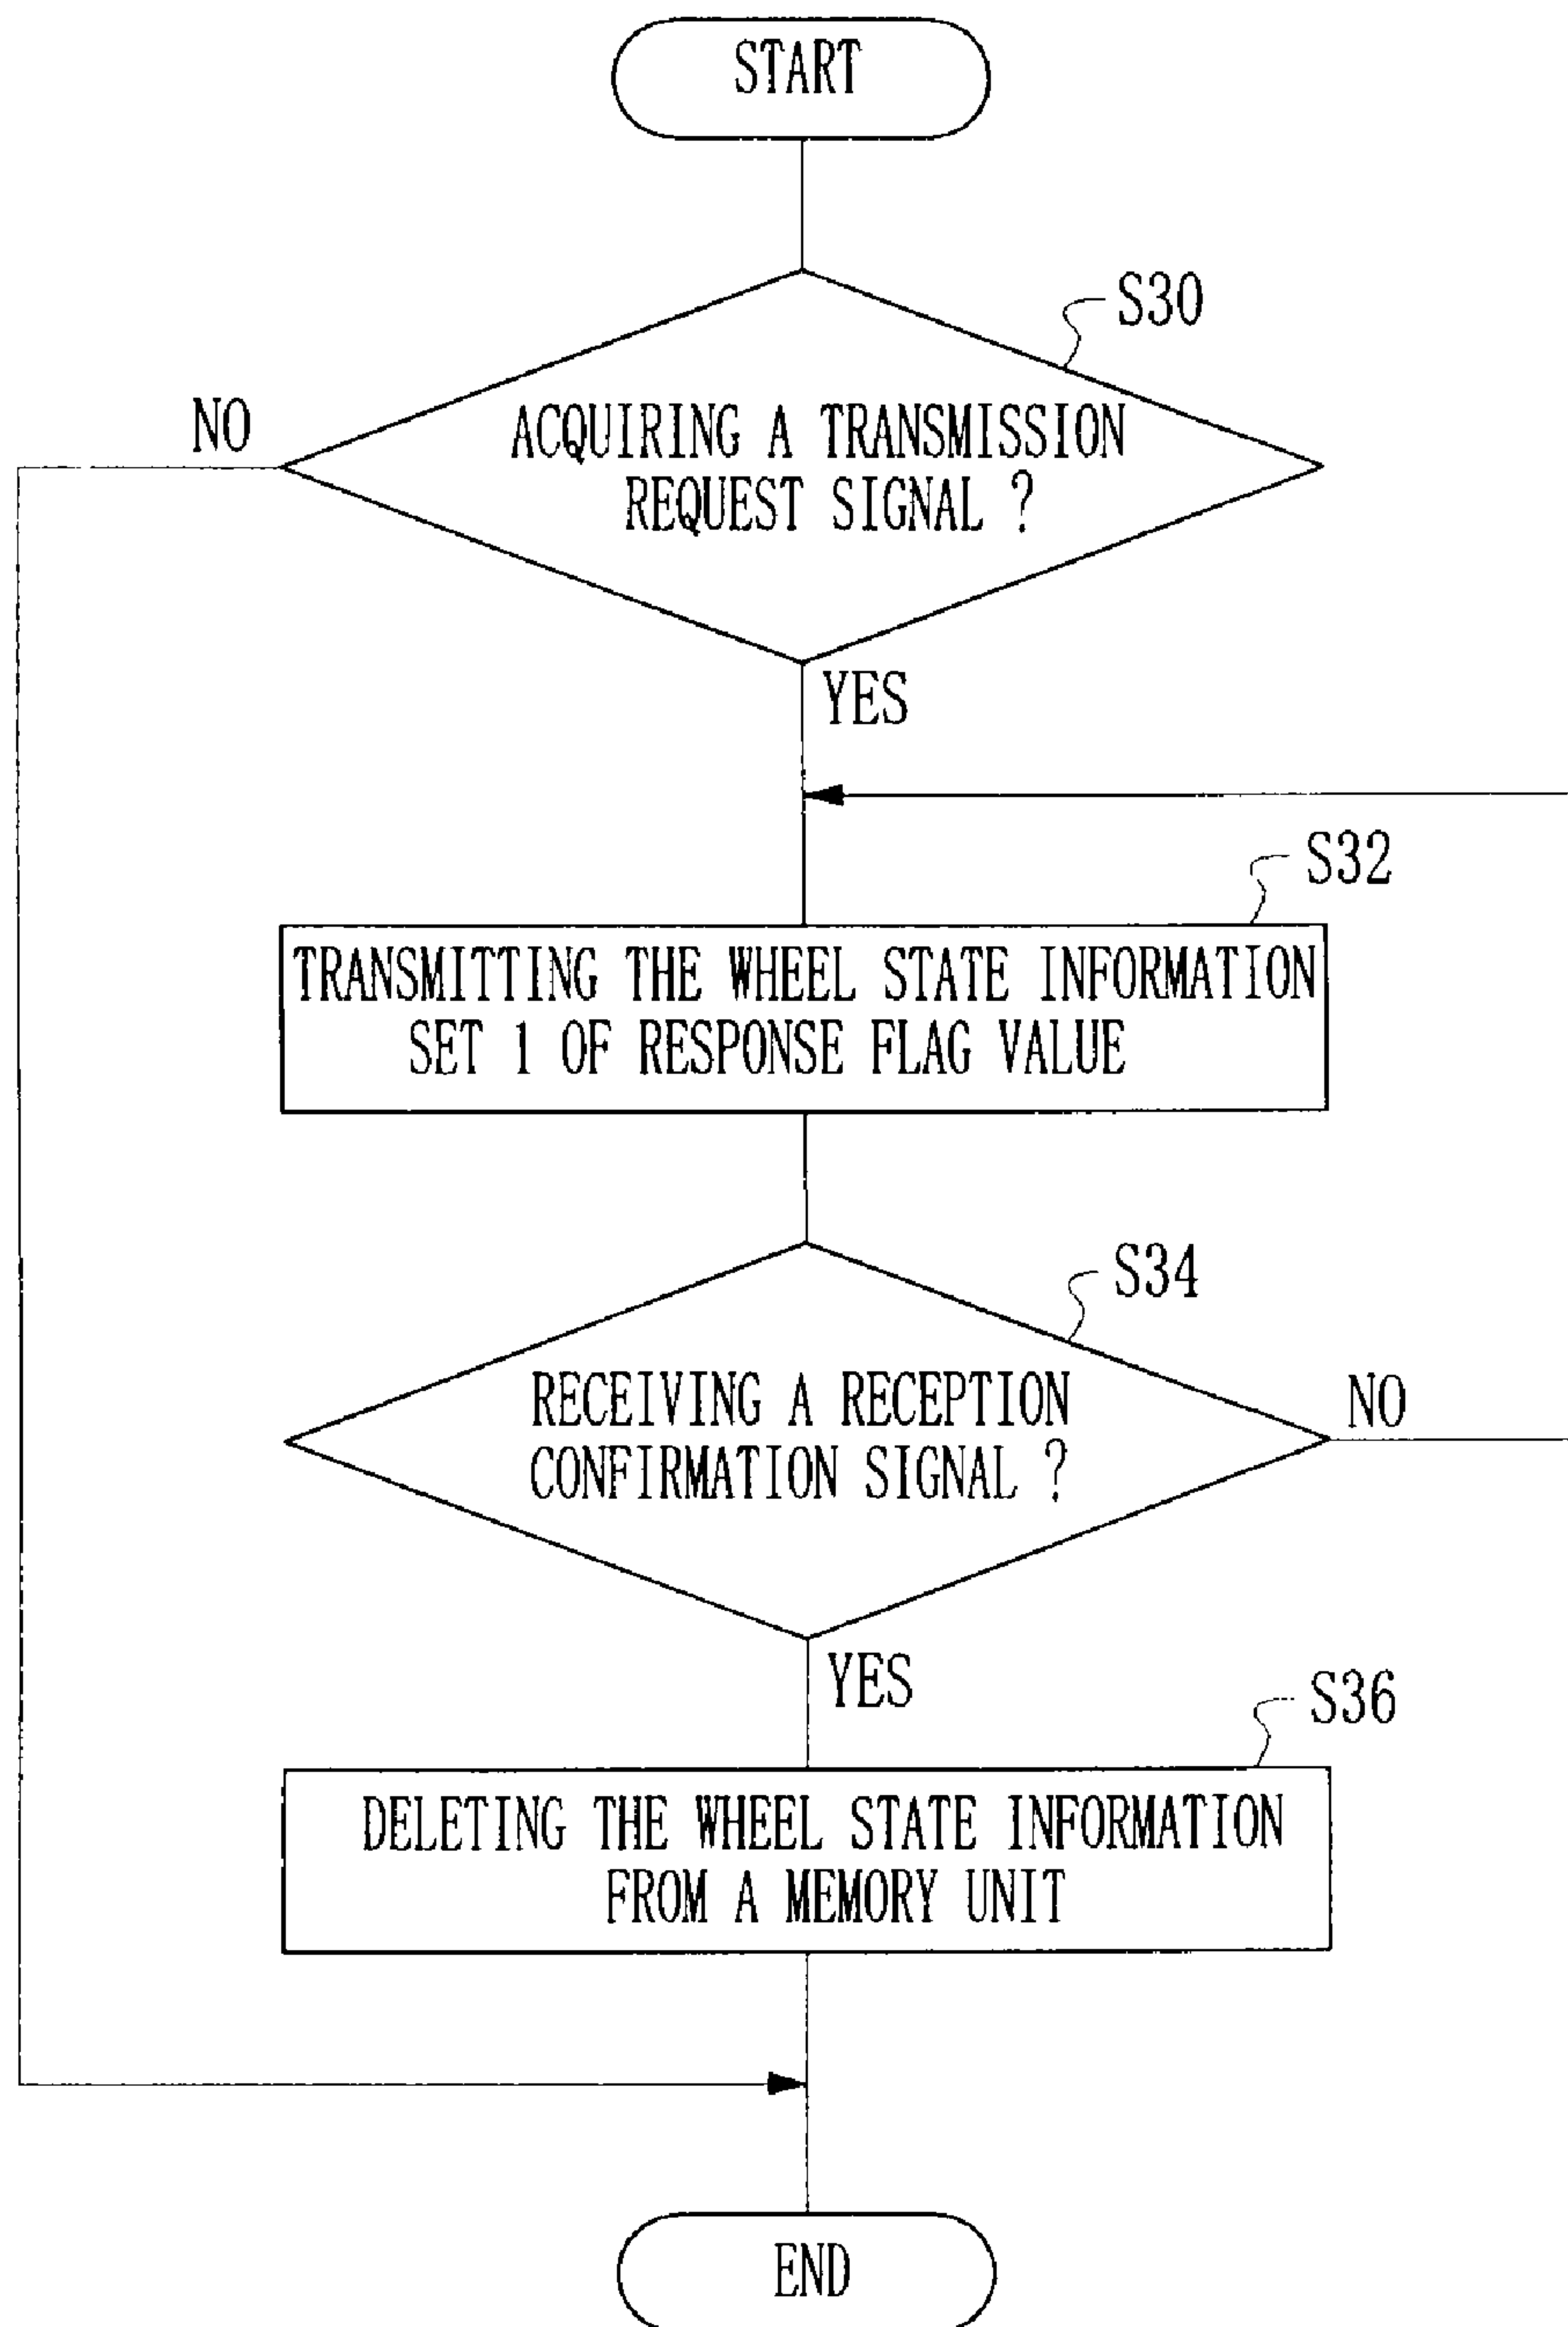 START
S30
NO
ACQUIRING A TRANSMISSION
REQUEST SIGNAL ?
YES
S32
TRANSMITTING THE WHEEL STATE INFORMATION
SET 1 OF RESPONSE FLAG VALUE
S34
RECEIVING A RECEPTION
CONFIRMATION SIGNAL ?
NO
YES
S36
DELETING THE WHEEL STATE INFORMATION
FROM A MEMORY UNIT
END